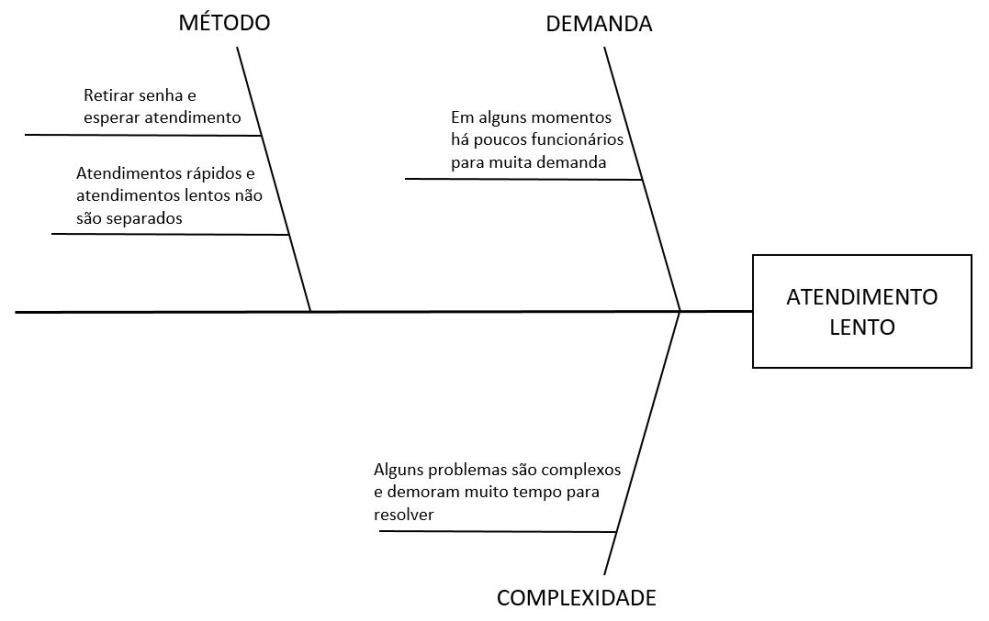 MÉTODO
DEMANDA
Retirar senha e
esperar atendimento
Em alguns momentos
há poucos funcionários
para muita demanda
Atendimentos rápidos e
atendimentos lentos não
são separados
ATENDIMENTO
LENTO
Alguns problemas são complexos
e demoram muito tempo para
resolver
COMPLEXIDADE